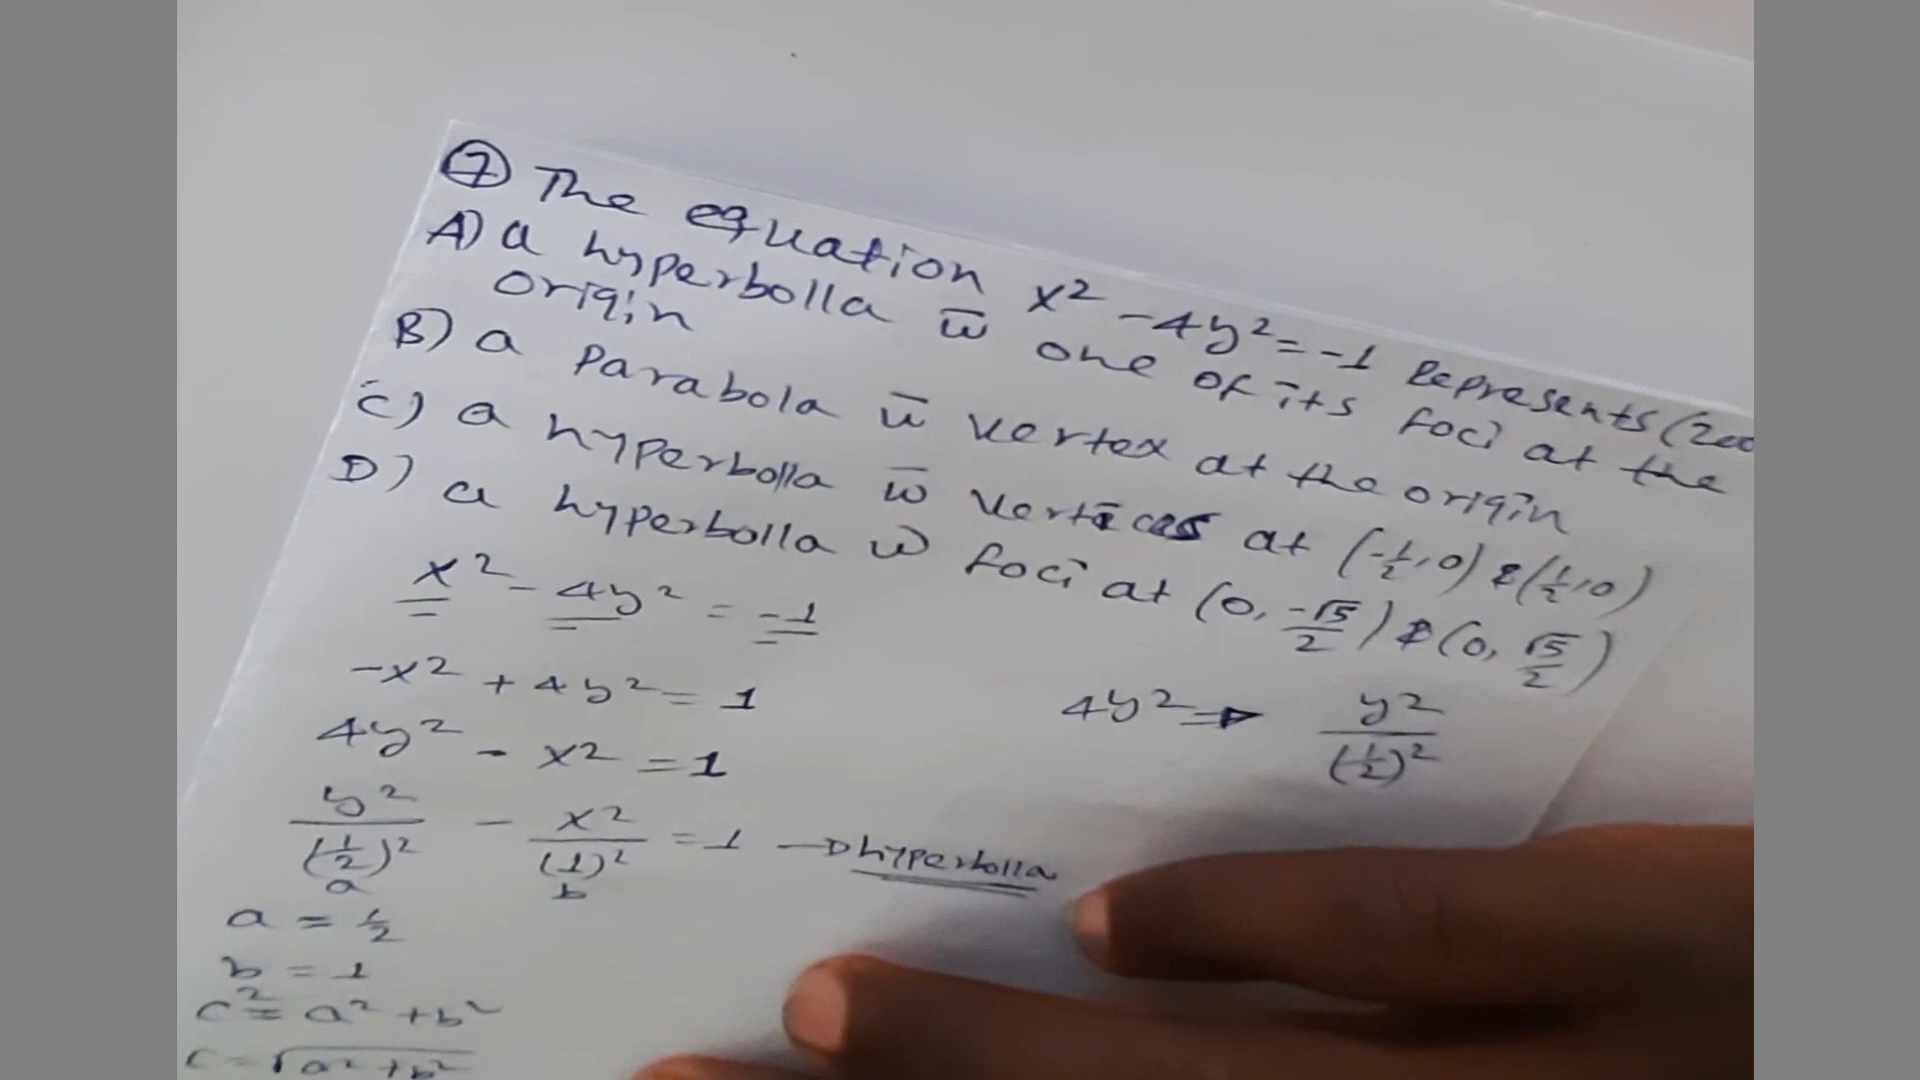 ⑦ The equation x² - 4y² = -1 Represents (200
A) a hyperbolla w̅ one of its foci at the
origin
B) a parabola w̅ vertex at the origin
C) a hyperbolla w̅ vertices at (-1/2, 0) & (1/2, 0)
D) a hyperbolla w foci at (0, -√5/2) & (0, √5/2)
x² - 4y² = -1
-x² + 4y² = 1
4y² ⇒ y²/(1/2)²
4y² - x² = 1
y²/(1/2)² - x²/(1)² = 1 → hyperbolla
a b
a = 1/2
b = 1
c² = a² + b²
c = √a² + b²